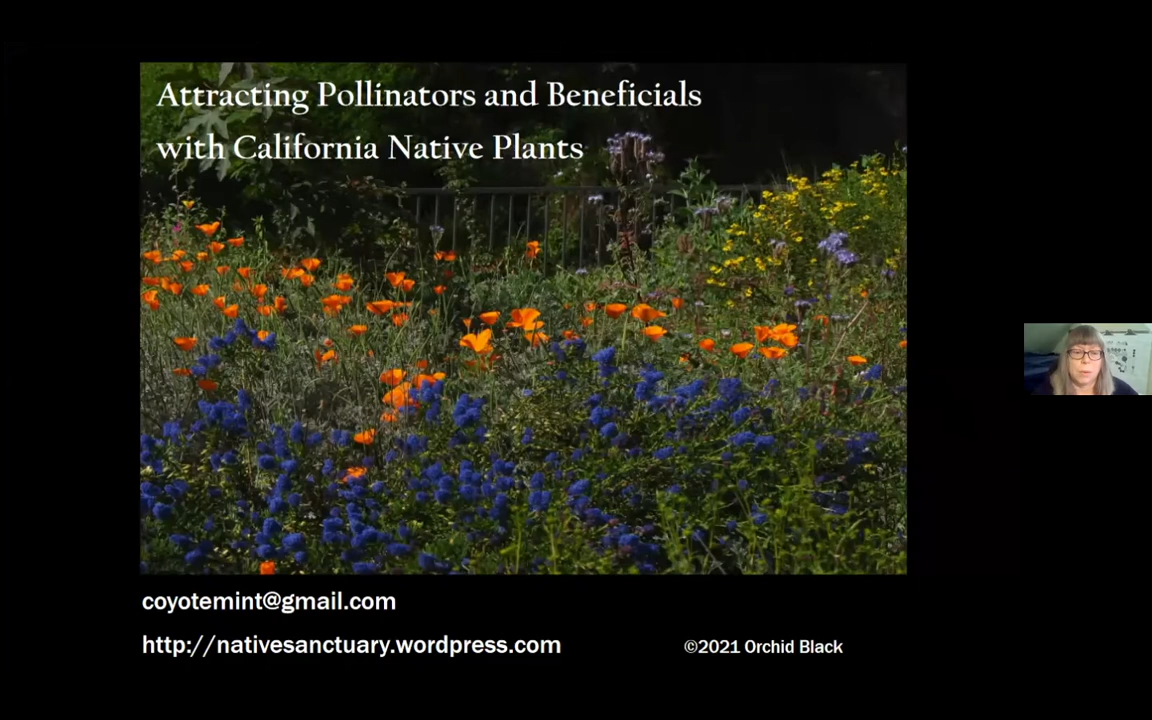 Attracting Pollinators and Beneficials
with California Native Plants
coyotemint@gmail.com
http://nativesanctuary.wordpress.com
©2021 Orchid Black